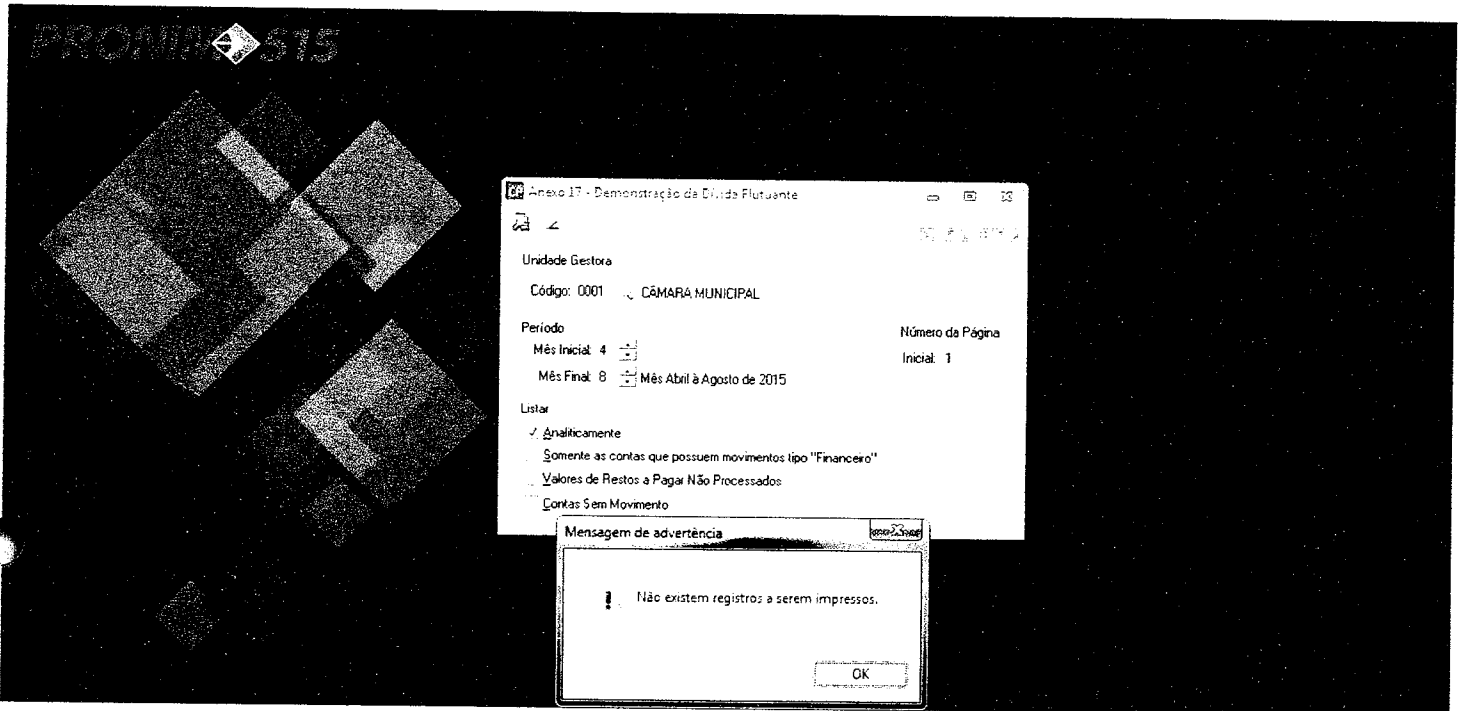 PRONIM 515
CP Anexo 17 - Demonstração da Dívida Flutuante
Unidade Gestora
Código: 0001 CÂMARA MUNICIPAL
Período
Número da Página
Mês Inicial: 4
Inicial: 1
Mês Final: 8 Mês Abril à Agosto de 2015
Listar
Analiticamente
Somente as contas que possuem movimentos tipo "Financeiro"
Valores de Restos a Pagar Não Processados
Contas Sem Movimento
Mensagem de advertência
Não existem registros a serem impressos.
OK